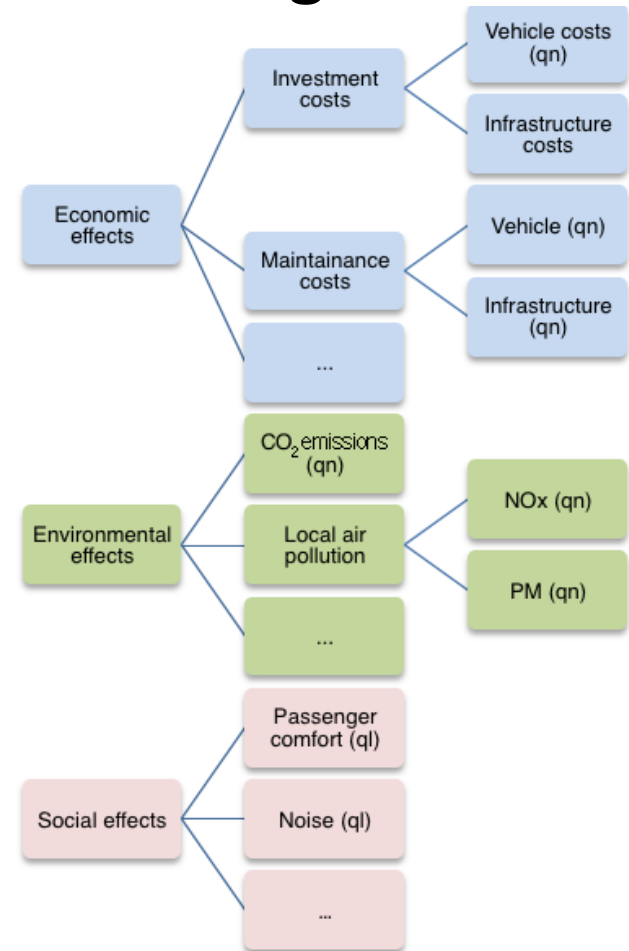 Vehicle costs
(qn)
Investment
costs
Infrastructure
costs
Economic
effects
Vehicle (qn)
Maintainance
costs
Infrastructure
(qn)
...
CO₂ emissions
(qn)
NOx (qn)
Environmental
effects
Local air
pollution
PM (qn)
...
Passenger
comfort (ql)
Social effects
Noise (ql)
...